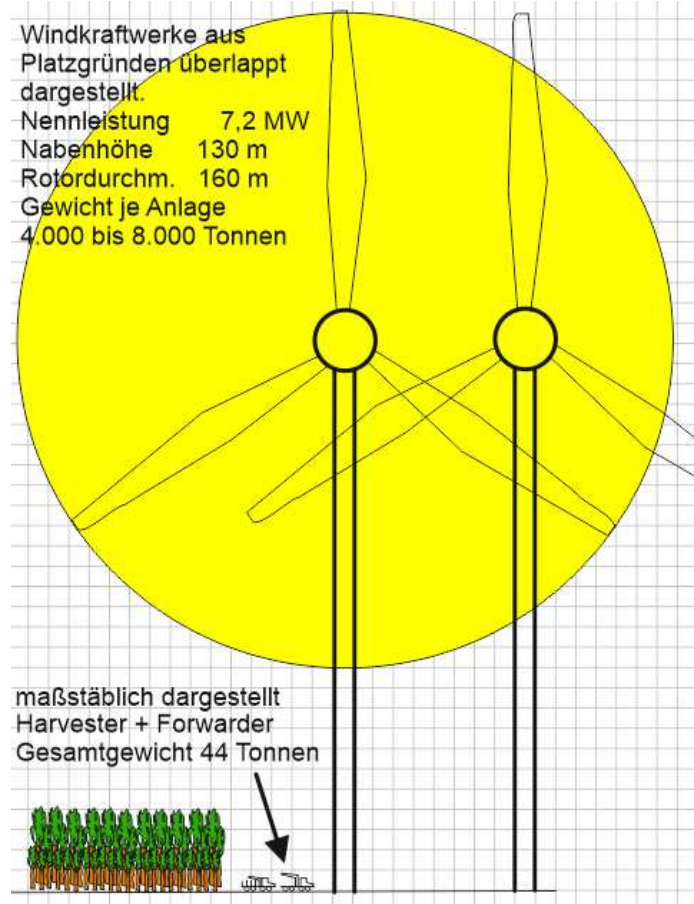 Windkraftwerke aus
Platzgründen überlappt
dargestellt.
Nennleistung 7,2 MW
Nabenhöhe 130 m
Rotordurchm. 160 m
Gewicht je Anlage
4.000 bis 8.000 Tonnen
maßstäblich dargestellt
Harvester + Forwarder
Gesamtgewicht 44 Tonnen